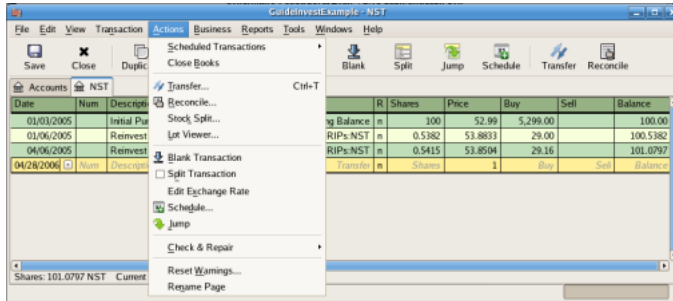 GuideInvestExample - NST
File Edit View Transaction Actions Business Reports Tools Windows Help
Save Close Duplic Blank Split Jump Schedule Transfer Reconcile
Scheduled Transactions
Close Books
Transfer... Ctrl+T
Reconcile...
Stock Split...
Lot Viewer...
Blank Transaction
Split Transaction
Edit Exchange Rate
Schedule...
Jump
Check & Repair
Reset Warnings...
Rename Page
Accounts NST
Date Num Descripti R Shares Price Buy Sell Balance
01/03/2005 Initial Pur ng Balance n 100 52.99 5,299.00 100.00
01/06/2005 Reinvest RIPs:NST n 0.5382 53.8833 29.00 100.5382
04/06/2005 Reinvest RIPs:NST n 0.5415 53.8504 29.16 101.0797
04/28/2006 Num Descripti Transfer n Shares 1 Buy Sell Balance
Shares: 101.0797 NST Current